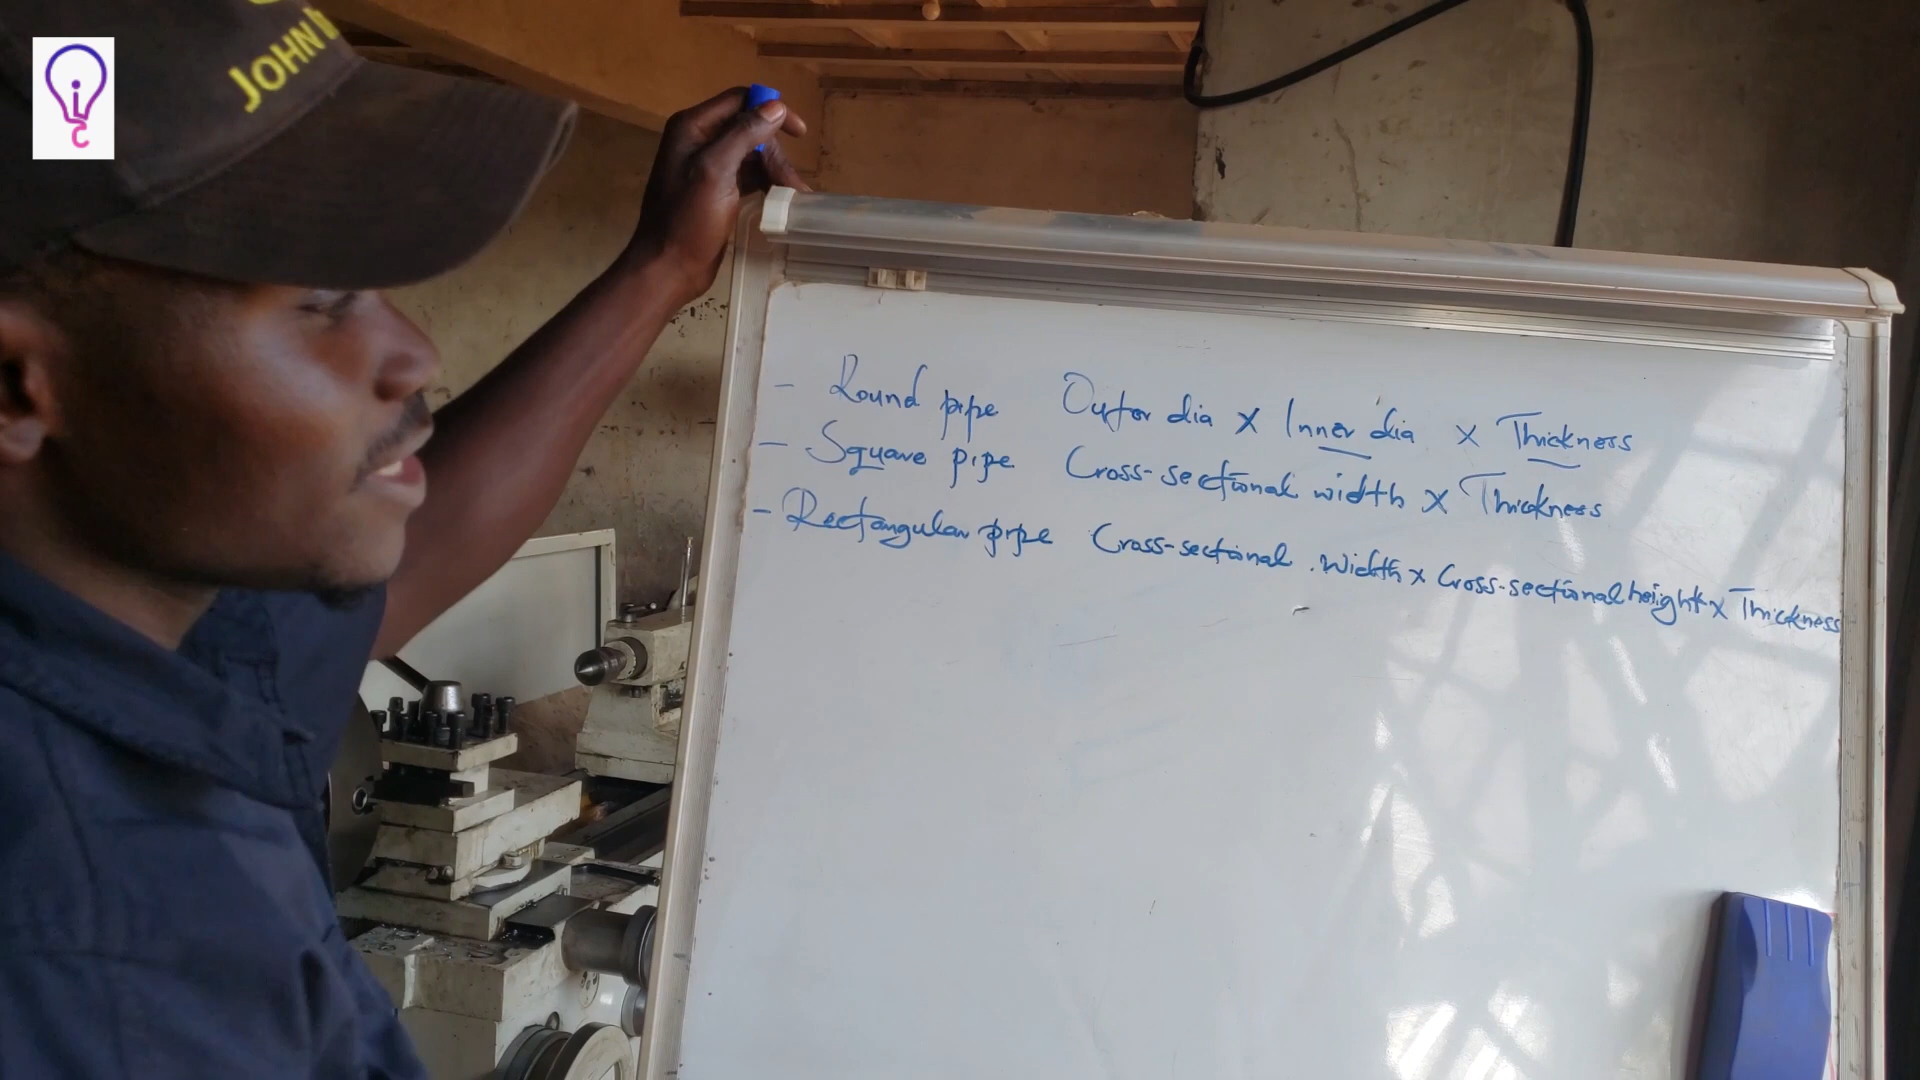 JOHN D
- Round pipe Outer dia x Inner dia x Thickness
- Square pipe Cross-sectional width x Thickness
- Rectangular pipe Cross-sectional width x Cross-sectional height x Thickness